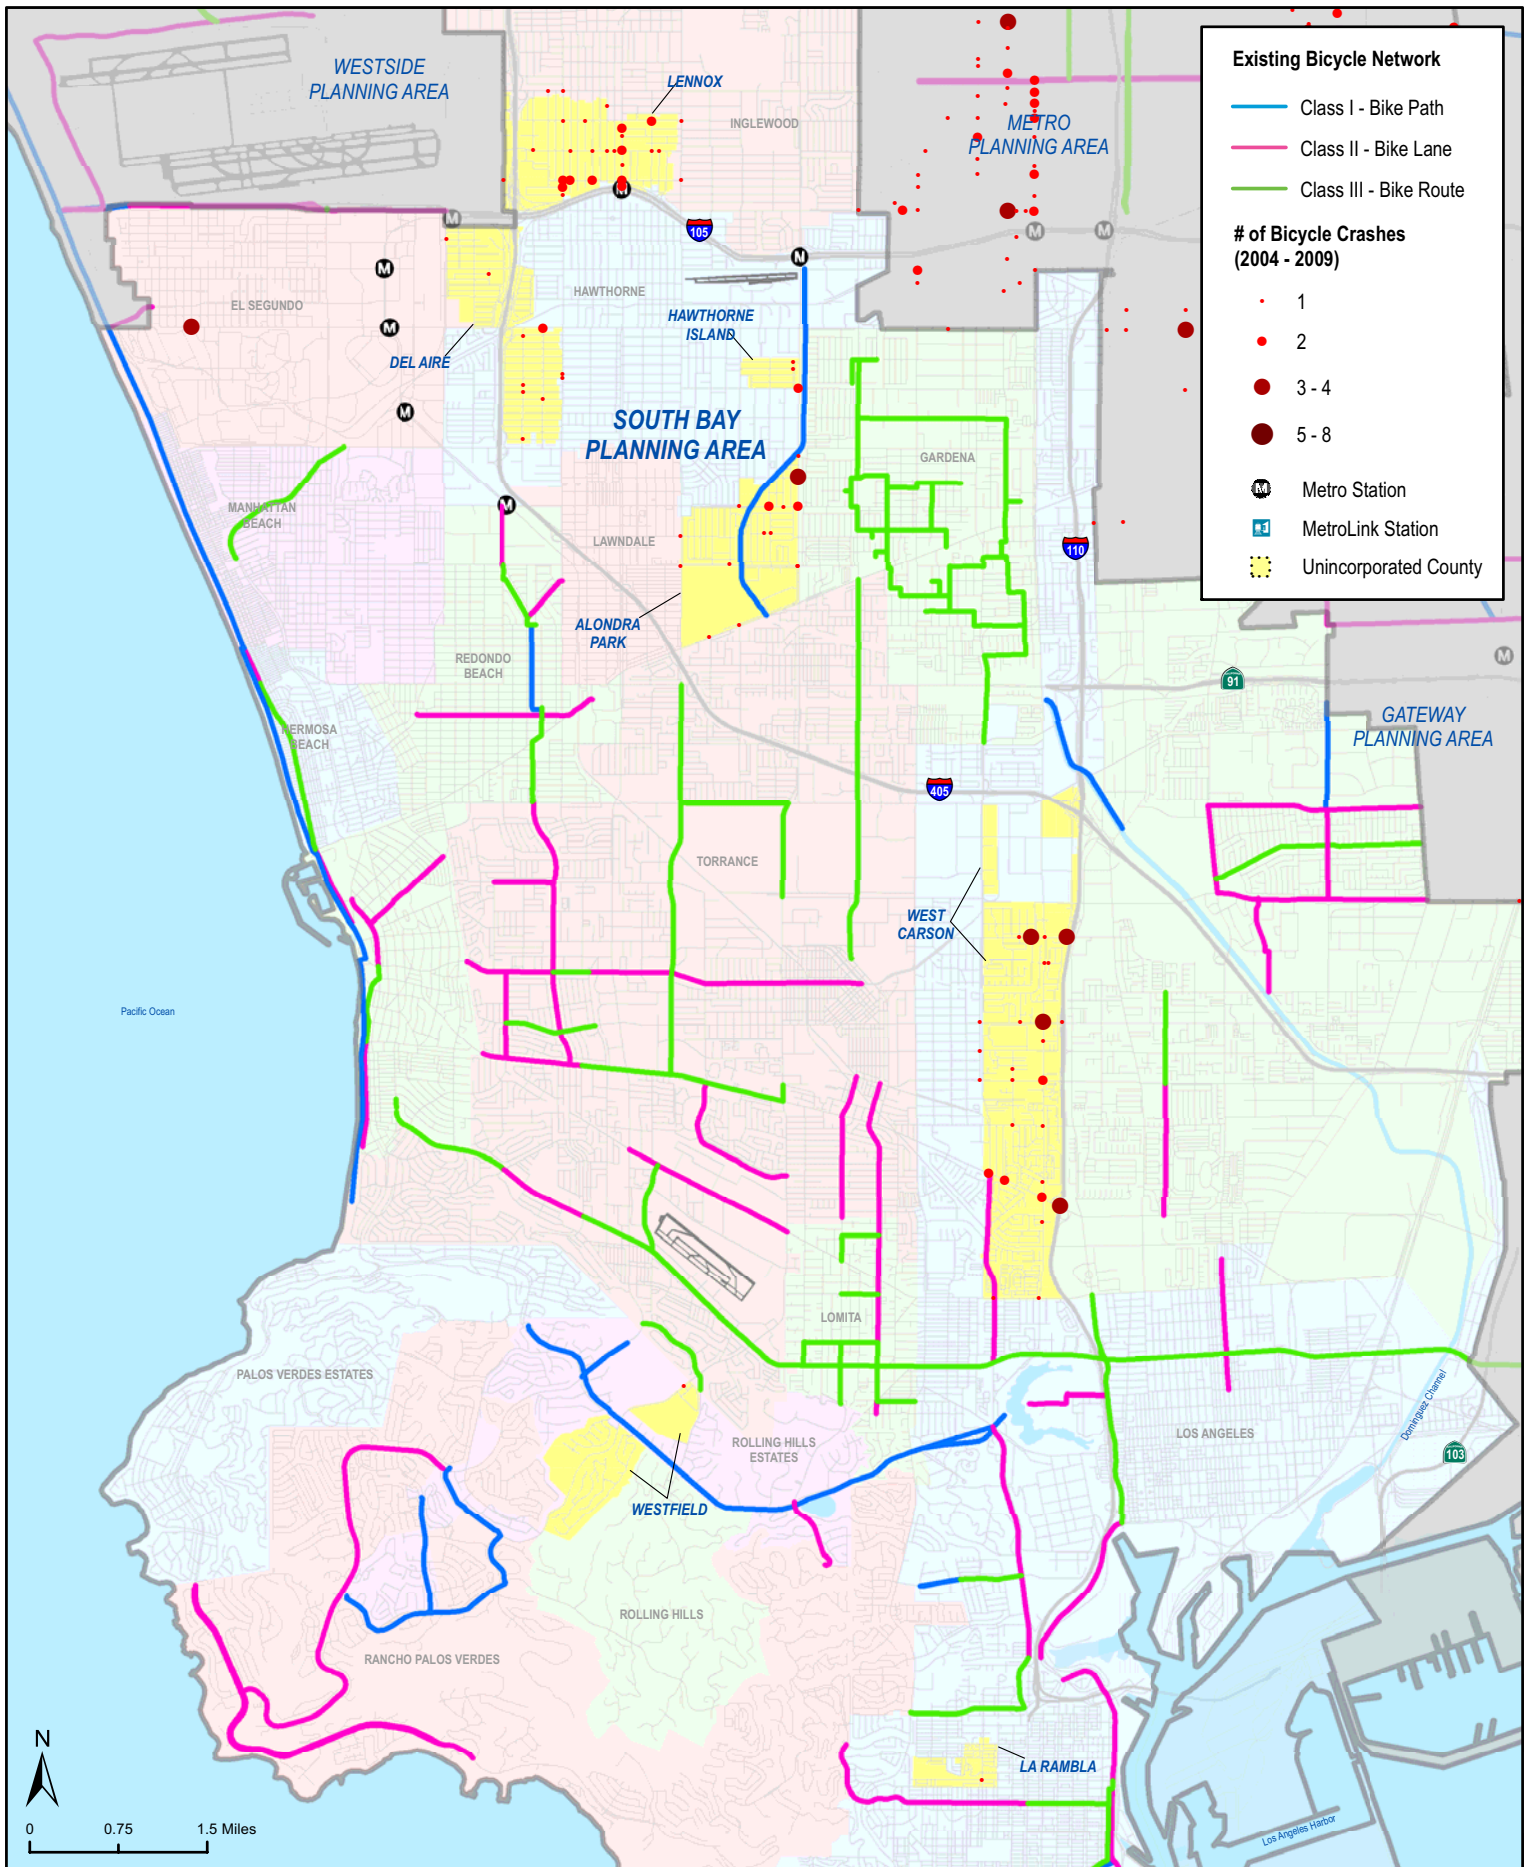 WESTSIDE
PLANNING AREA
LENNOX
INGLEWOOD
METRO
PLANNING AREA
Existing Bicycle Network
Class I - Bike Path
Class II - Bike Lane
Class III - Bike Route
# of Bicycle Crashes
(2004 - 2009)
1
2
3 - 4
5 - 8
M Metro Station
MetroLink Station
Unincorporated County
M
M
105
M
M
M
N
M
EL SEGUNDO
HAWTHORNE
M
HAWTHORNE
ISLAND
DEL AIRE
M
SOUTH BAY
PLANNING AREA
GARDENA
MANHATTAN
BEACH
M
LAWNDALE
110
ALONDRA
PARK
REDONDO
BEACH
M
91
HERMOSA
BEACH
GATEWAY
PLANNING AREA
405
TORRANCE
WEST
CARSON
Pacific Ocean
LOMITA
PALOS VERDES ESTATES
Dominguez Channel
ROLLING HILLS
ESTATES
LOS ANGELES
103
WESTFIELD
ROLLING HILLS
RANCHO PALOS VERDES
LA RAMBLA
Los Angeles Harbor
N
0 0.75 1.5 Miles